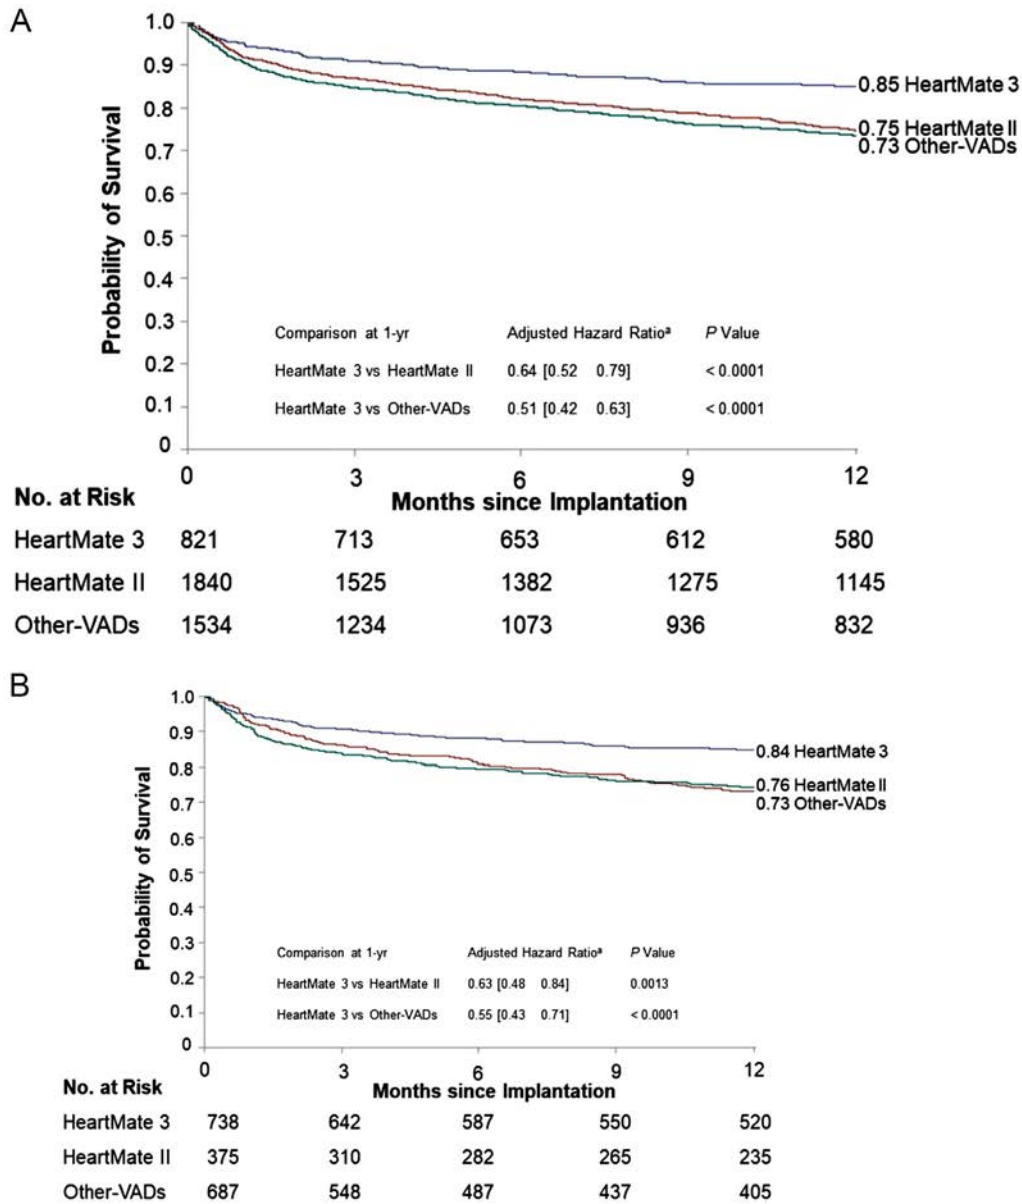 A
1.0
0.9
0.8
0.7
0.6
0.5
0.4
0.3
0.2
0.1
0
Probability of Survival
0.85 HeartMate 3
0.75 HeartMate II
0.73 Other-VADs
Comparison at 1-yr Adjusted Hazard Ratioª P Value
HeartMate 3 vs HeartMate II 0.64 [0.52 0.79] < 0.0001
HeartMate 3 vs Other-VADs 0.51 [0.42 0.63] < 0.0001
0 3 6 9 12
No. at Risk Months since Implantation
HeartMate 3 821 713 653 612 580
HeartMate II 1840 1525 1382 1275 1145
Other-VADs 1534 1234 1073 936 832
B
1.0
0.9
0.8
0.7
0.6
0.5
0.4
0.3
0.2
0.1
0
Probability of Survival
0.84 HeartMate 3
0.76 HeartMate II
0.73 Other-VADs
Comparison at 1-yr Adjusted Hazard Ratioª P Value
HeartMate 3 vs HeartMate II 0.63 [0.48 0.84] 0.0013
HeartMate 3 vs Other-VADs 0.55 [0.43 0.71] < 0.0001
0 3 6 9 12
No. at Risk Months since Implantation
HeartMate 3 738 642 587 550 520
HeartMate II 375 310 282 265 235
Other-VADs 687 548 487 437 405